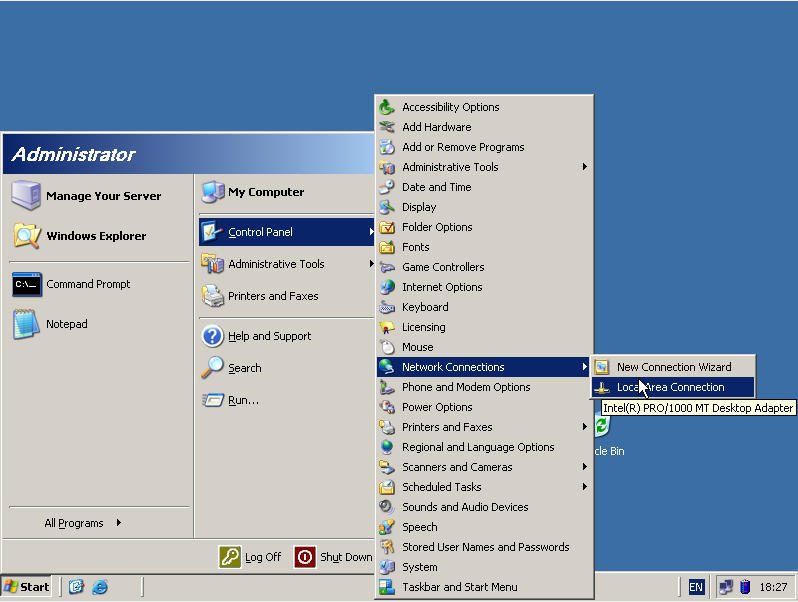 Administrator
Manage Your Server
Windows Explorer
C:\_
Command Prompt
Notepad
All Programs
My Computer
Control Panel
Administrative Tools
Printers and Faxes
Help and Support
Search
Run...
Log Off
Shut Down
Accessibility Options
Add Hardware
Add or Remove Programs
Administrative Tools
Date and Time
Display
Folder Options
Fonts
Game Controllers
Internet Options
Keyboard
Licensing
Mouse
Network Connections
Phone and Modem Options
Power Options
Printers and Faxes
Regional and Language Options
Scanners and Cameras
Scheduled Tasks
Sounds and Audio Devices
Speech
Stored User Names and Passwords
System
Taskbar and Start Menu
New Connection Wizard
Local Area Connection
Intel(R) PRO/1000 MT Desktop Adapter
cle Bin
Start
EN
18:27